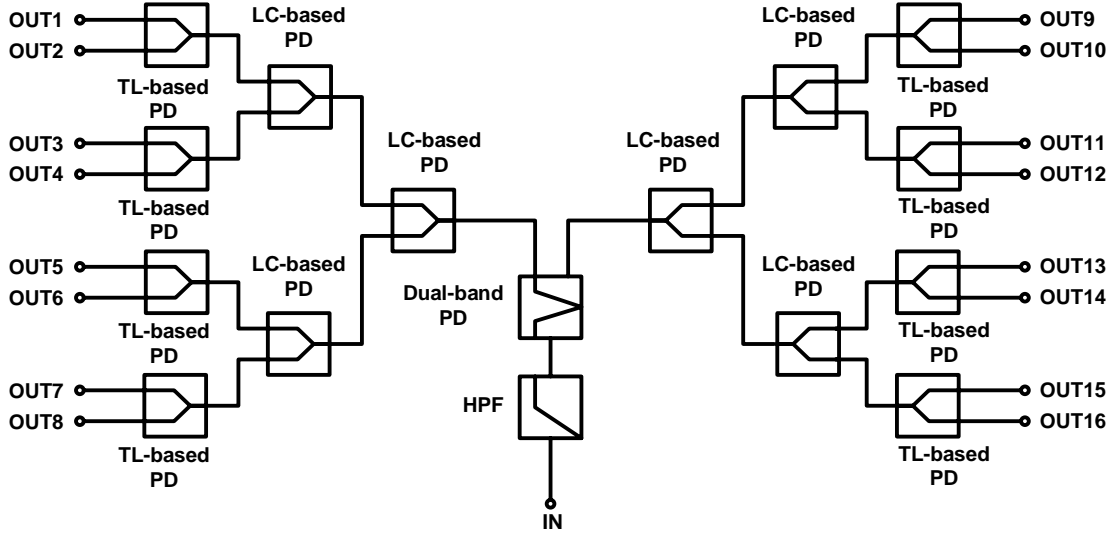 OUT1
OUT2
TL-based
PD
LC-based
PD
OUT3
OUT4
TL-based
PD
LC-based
PD
OUT5
OUT6
TL-based
PD
LC-based
PD
OUT7
OUT8
TL-based
PD
Dual-band
PD
HPF
IN
LC-based
PD
LC-based
PD
OUT9
OUT10
TL-based
PD
OUT11
OUT12
TL-based
PD
LC-based
PD
OUT13
OUT14
TL-based
PD
OUT15
OUT16
TL-based
PD